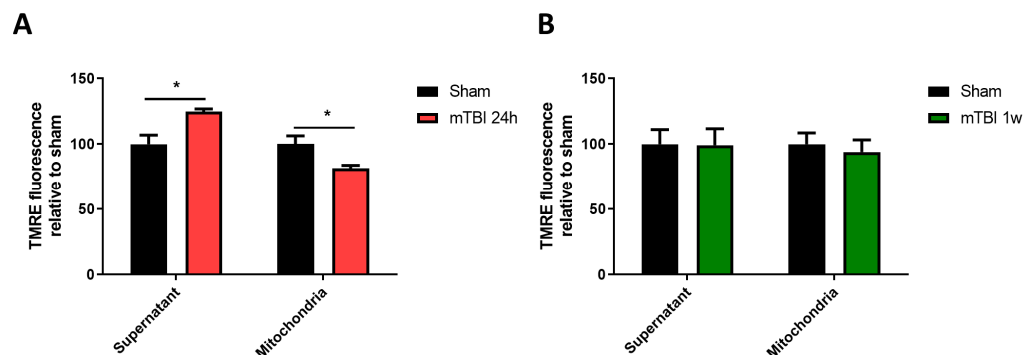 A
TMRE fluorescence
relative to sham
150
100
50
0
*
*
Supernatant
Mitochondria
Sham
mTBI 24h
B
TMRE fluorescence
relative to sham
150
100
50
0
Supernatant
Mitochondria
Sham
mTBI 1w